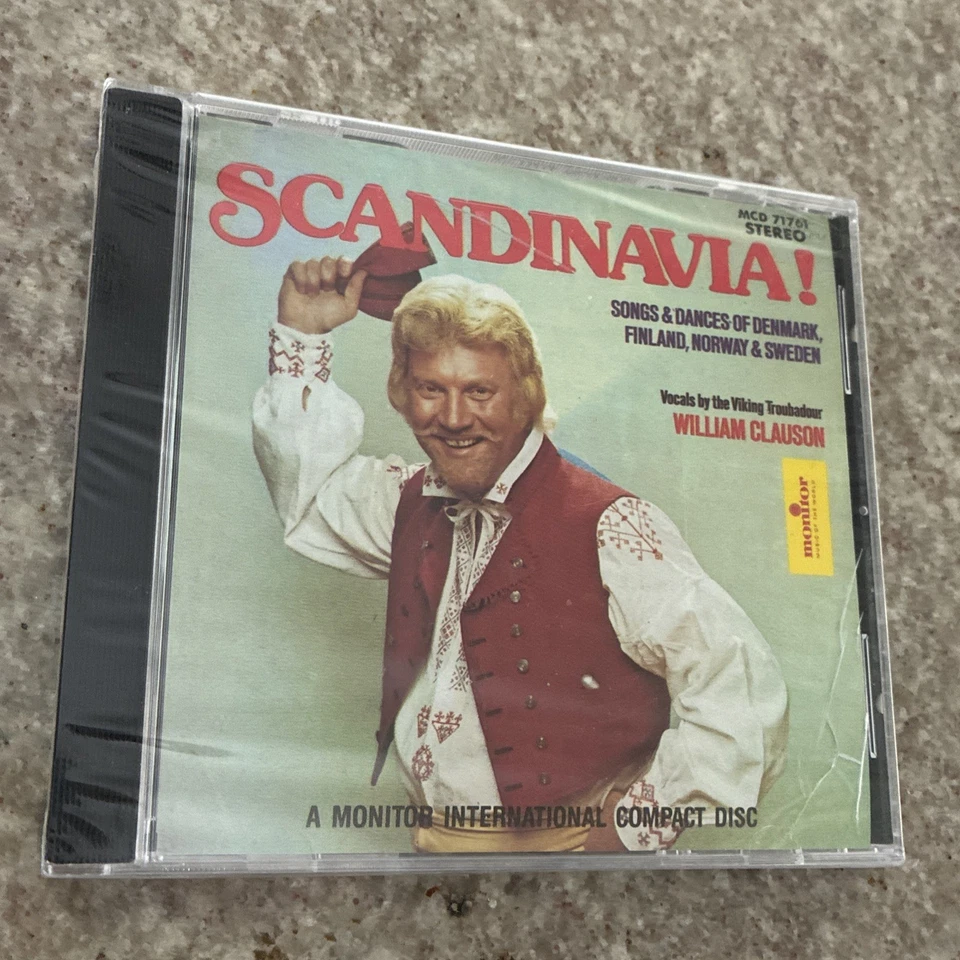 SCANDINAVIA!
MCD 71761
STEREO
SONGS & DANCES OF DENMARK,
FINLAND, NORWAY & SWEDEN
Vocals by the Viking Troubadour
WILLIAM CLAUSON
monitor
MUSIC OF THE WORLD
A MONITOR INTERNATIONAL COMPACT DISC